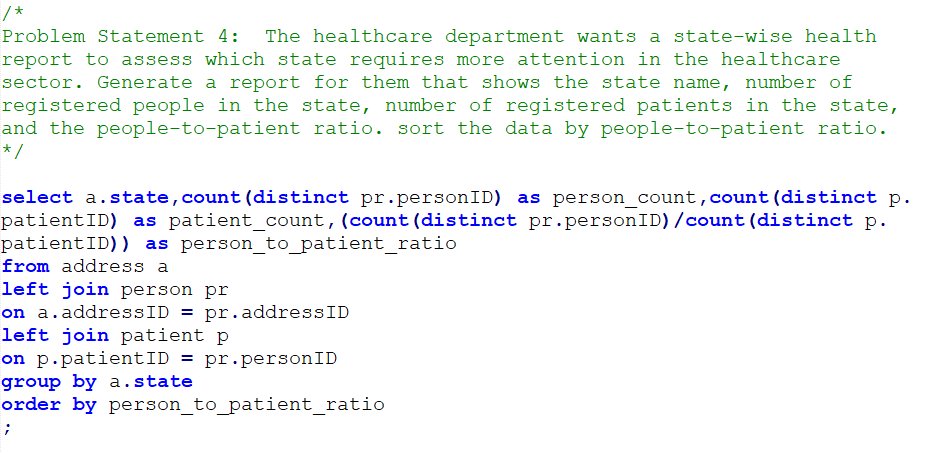 /*
Problem Statement 4:  The healthcare department wants a state-wise health
report to assess which state requires more attention in the healthcare
sector. Generate a report for them that shows the state name, number of
registered people in the state, number of registered patients in the state,
and the people-to-patient ratio. sort the data by people-to-patient ratio.
*/

select a.state,count(distinct pr.personID) as person_count,count(distinct p.
patientID) as patient_count,(count(distinct pr.personID)/count(distinct p.
patientID)) as person_to_patient_ratio
from address a
left join person pr
on a.addressID = pr.addressID
left join patient p
on p.patientID = pr.personID
group by a.state
order by person_to_patient_ratio
;